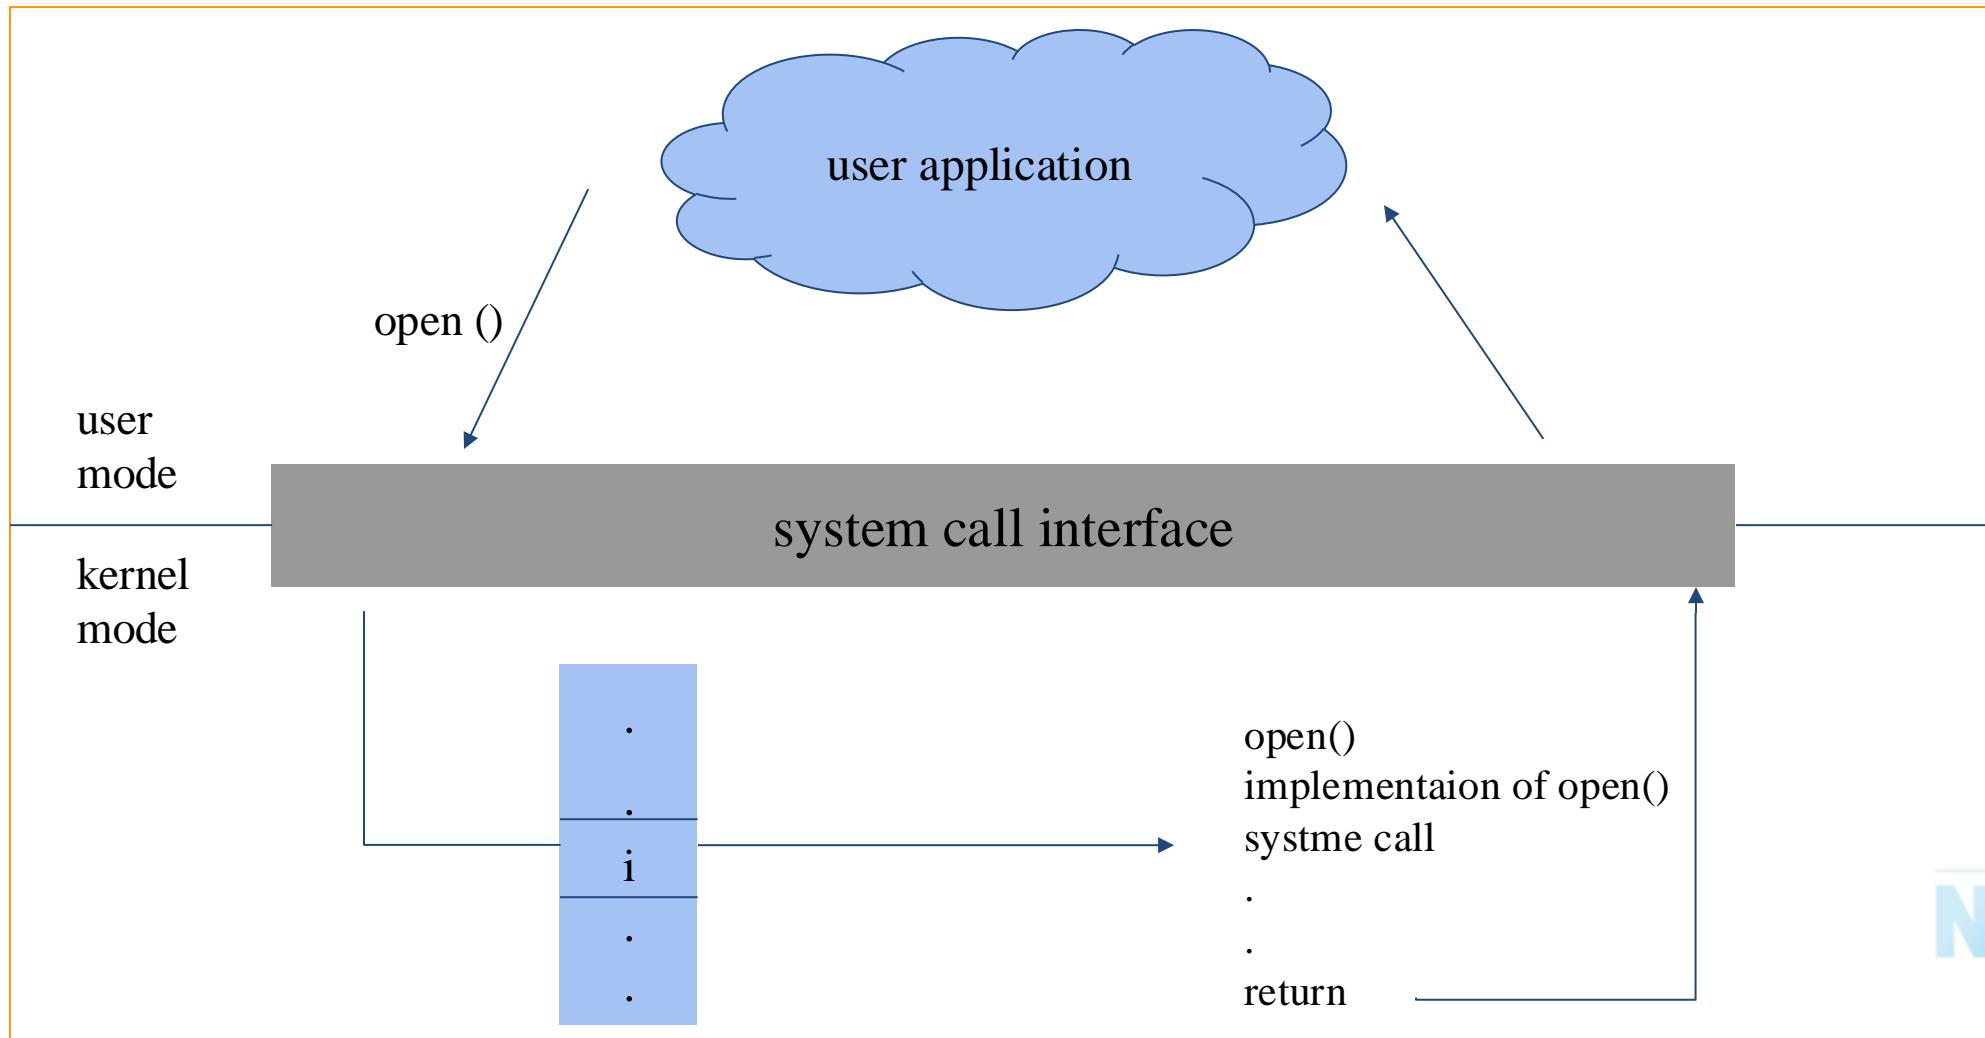 user application
open ()
user
mode
system call interface
kernel
mode
.
.
i
.
.
open()
implementaion of open()
systme call
.
.
return
N